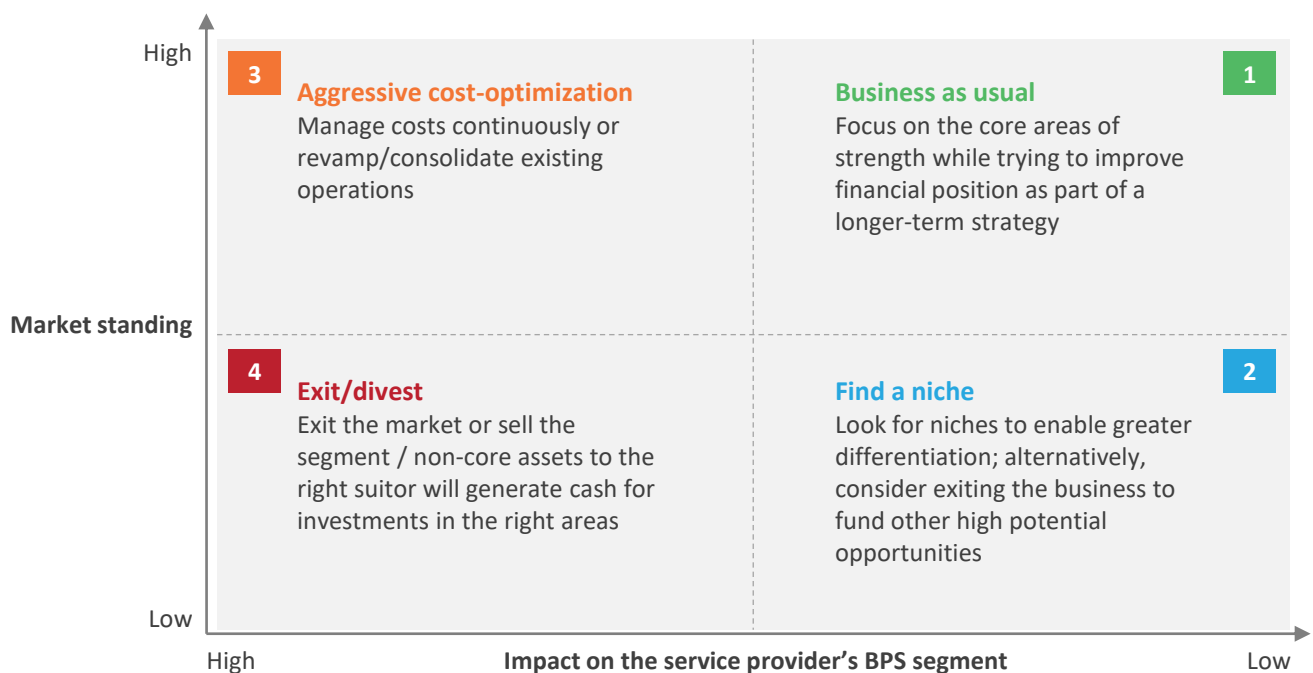 High
3
Aggressive cost-optimization
Manage costs continuously or
revamp/consolidate existing
operations
1
Business as usual
Focus on the core areas of
strength while trying to improve
financial position as part of a
longer-term strategy
Market standing
4
Exit/divest
Exit the market or sell the
segment / non-core assets to the
right suitor will generate cash for
investments in the right areas
2
Find a niche
Look for niches to enable greater
differentiation; alternatively,
consider exiting the business to
fund other high potential
opportunities
Low
High
Impact on the service provider’s BPS segment
Low